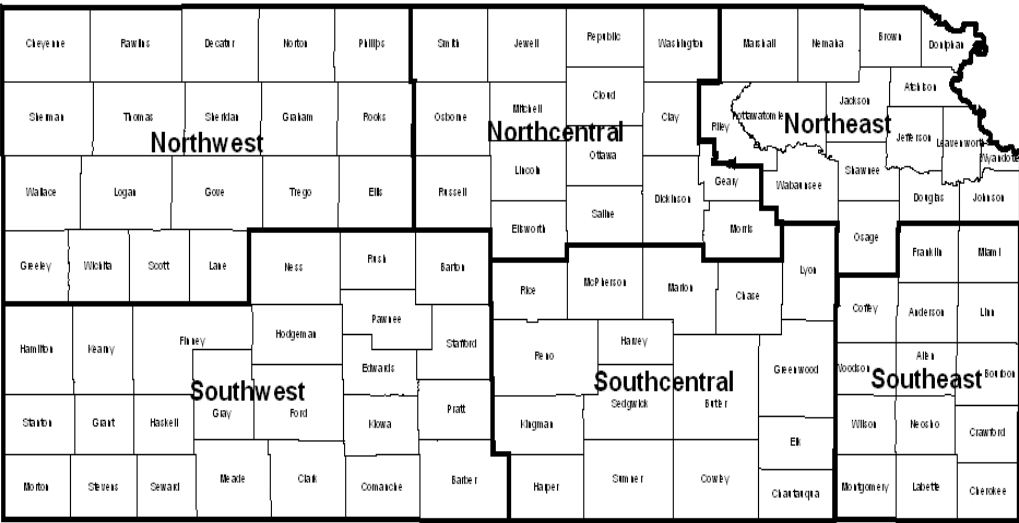 Cheyenne Rawlins Decatur Norton Phillips Smith Jewell Republic Washington Marshall Nemaha Brown Doniphan
Sherman Thomas Sheridan Graham Rooks Osborne Mitchell Cloud Clay Riley Pottawatomie Jackson Atchison
Northwest Northcentral Northeast
Jefferson Leavenworth Wyandotte
Wallace Logan Gove Trego Ellis Russell Lincoln Ottawa Dickinson Geary Wabaunsee Shawnee Douglas Johnson
Ellsworth Saline Morris Osage
Greeley Wichita Scott Lane Ness Rush Barton Rice McPherson Marion Chase Lyon Franklin Miami
Hamilton Kearny Finney Hodgeman Pawnee Stafford Edwards Reno Harvey Greenwood Coffey Anderson Linn
Woodson Allen Bourbon
Southwest Southcentral Southeast
Stanton Grant Haskell Gray Ford Kiowa Pratt Kingman Sedgwick Butler Elk Wilson Neosho Crawford
Morton Stevens Seward Meade Clark Comanche Barber Harper Sumner Cowley Chautauqua Montgomery Labette Cherokee